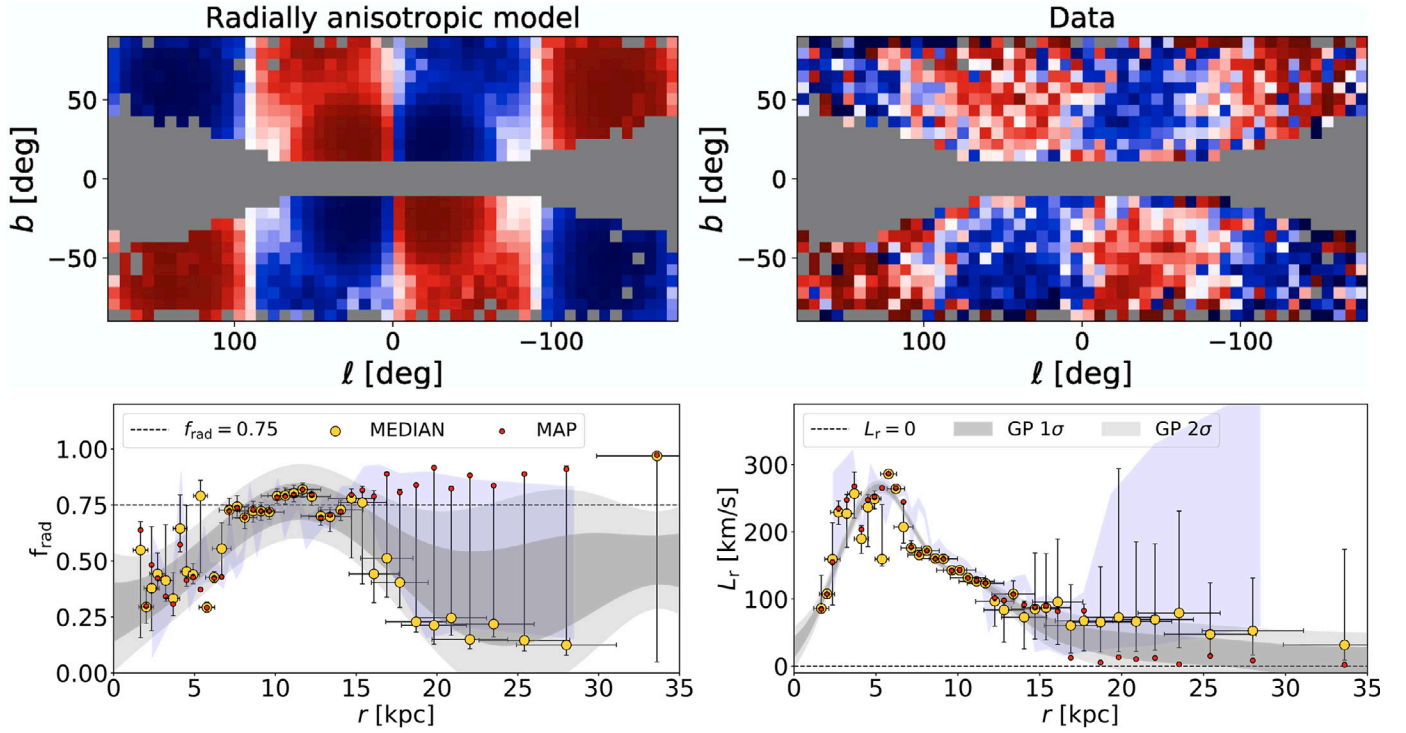 Radially anisotropic model
Data
b [deg]
50
0
−50
100
0
−100
ℓ [deg]
b [deg]
50
0
−50
100
0
−100
ℓ [deg]
f_rad = 0.75
MEDIAN
MAP
f_rad
1.00
0.75
0.50
0.25
0.00
0
5
10
15
20
25
30
35
r [kpc]
L_r = 0
GP 1σ
GP 2σ
L_r [km/s]
300
200
100
0
0
5
10
15
20
25
30
35
r [kpc]